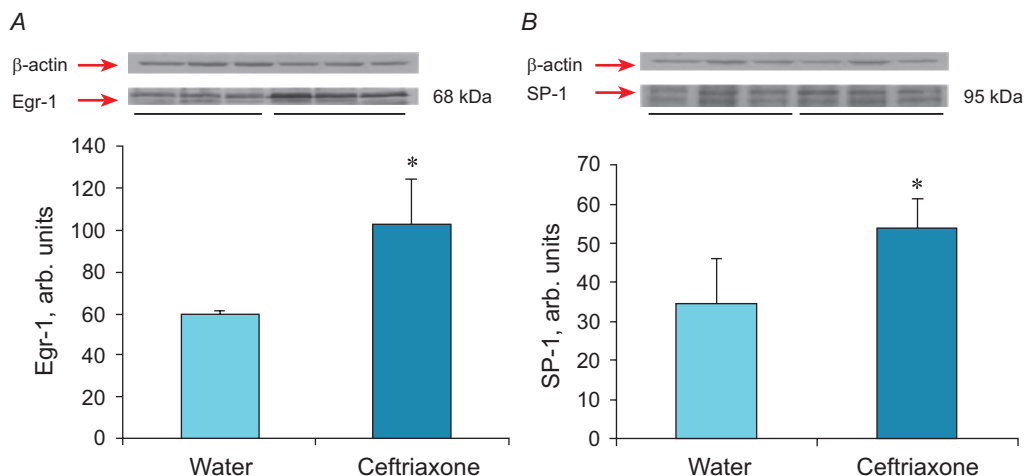 A
β-actin
Egr-1
68 kDa
140
120
100
80
60
40
20
0
Egr-1, arb. units
*
Water
Ceftriaxone
B
β-actin
SP-1
95 kDa
70
60
50
40
30
20
10
0
SP-1, arb. units
*
Water
Ceftriaxone